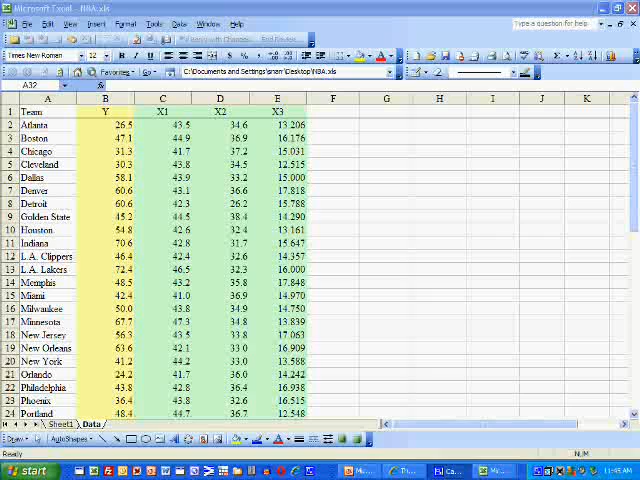 Microsoft Excel - NBA.xls
File Edit View Insert Format Tools Data Window Help Type a question for help
Times New Roman 12 B I U
Favorites Go C:\Documents and Settings\snarr\Desktop\NBA.xls
A32 fx
A B C D E F G H I J K
1 Team Y X1 X2 X3
2 Atlanta 26.5 43.5 34.6 13.206
3 Boston 47.1 44.9 36.9 16.176
4 Chicago 31.3 41.7 37.2 15.031
5 Cleveland 30.3 43.8 34.5 12.515
6 Dallas 58.1 43.9 33.2 15.000
7 Denver 60.6 43.1 36.6 17.818
8 Detroit 60.6 42.3 26.2 15.788
9 Golden State 45.2 44.5 38.4 14.290
10 Houston 54.8 42.6 32.4 13.161
11 Indiana 70.6 42.8 31.7 15.647
12 L.A. Clippers 46.4 42.4 32.6 14.357
13 L.A. Lakers 72.4 46.5 32.3 16.000
14 Memphis 48.5 43.2 35.8 17.848
15 Miami 42.4 41.0 36.9 14.970
16 Milwaukee 50.0 43.8 34.9 14.750
17 Minnesota 67.7 47.3 34.8 13.839
18 New Jersey 56.3 43.5 33.8 17.063
19 New Orleans 63.6 42.1 33.0 16.909
20 New York 41.2 44.2 33.0 13.588
21 Orlando 24.2 41.7 36.0 14.242
22 Philadelphia 43.8 42.8 36.4 16.938
23 Phoenix 36.4 42.8 36.6 16.515
24 Portland 48.4 44.7 36.7 12.548
Sheet1 Data
Draw AutoShapes
Ready NUM
start 11:45 AM